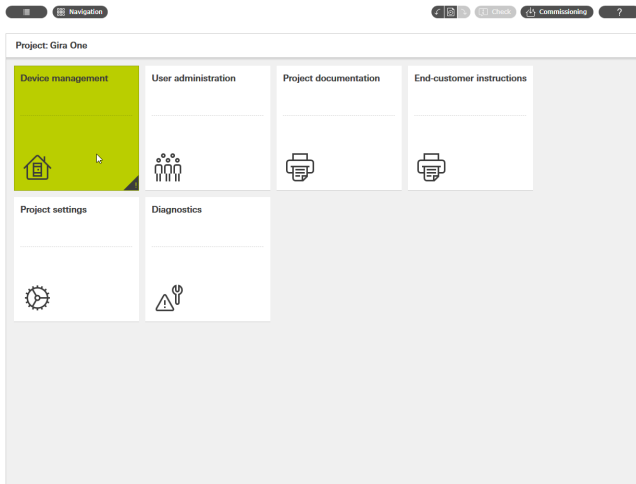 Navigation
Check
Commissioning
?
Project: Gira One
Device management
User administration
Project documentation
End-customer instructions
Project settings
Diagnostics